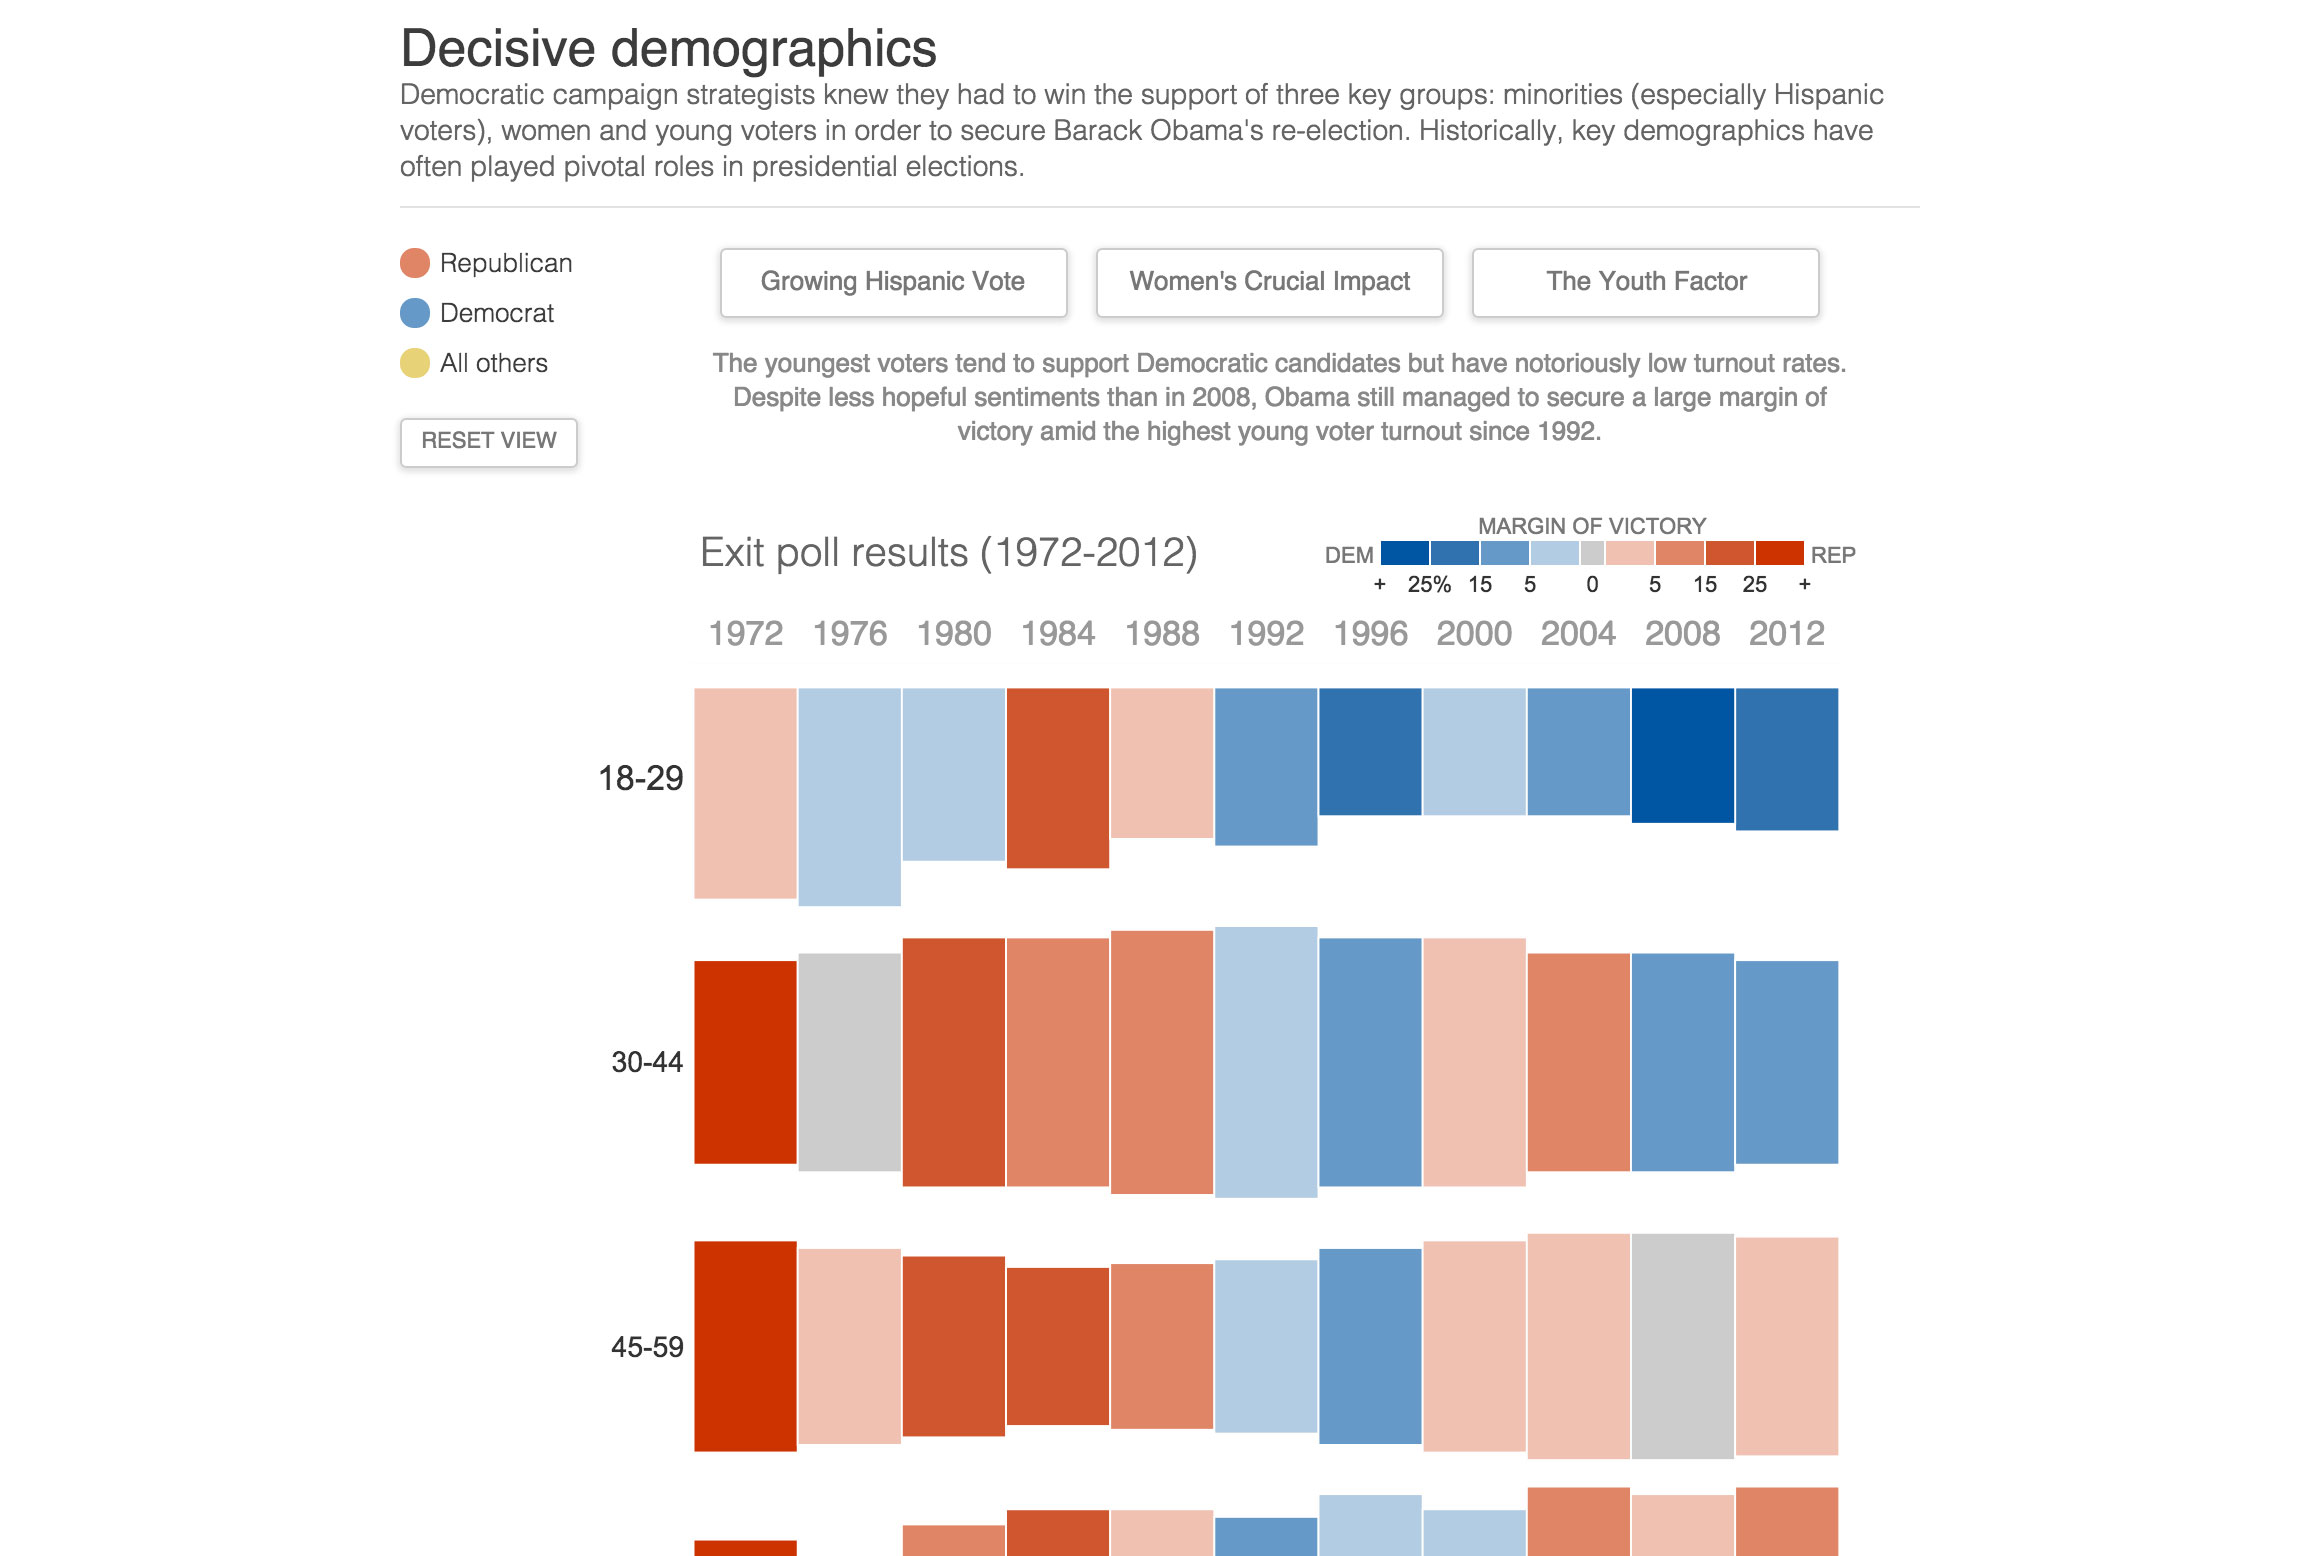 Decisive demographics
Democratic campaign strategists knew they had to win the support of three key groups: minorities (especially Hispanic
voters), women and young voters in order to secure Barack Obama's re-election. Historically, key demographics have
often played pivotal roles in presidential elections.
Republican
Democrat
All others
RESET VIEW
Growing Hispanic Vote
Women's Crucial Impact
The Youth Factor
The youngest voters tend to support Democratic candidates but have notoriously low turnout rates.
Despite less hopeful sentiments than in 2008, Obama still managed to secure a large margin of
victory amid the highest young voter turnout since 1992.
Exit poll results (1972-2012)
MARGIN OF VICTORY
DEM REP
+ 25% 15 5 0 5 15 25 +
1972 1976 1980 1984 1988 1992 1996 2000 2004 2008 2012
18-29
30-44
45-59